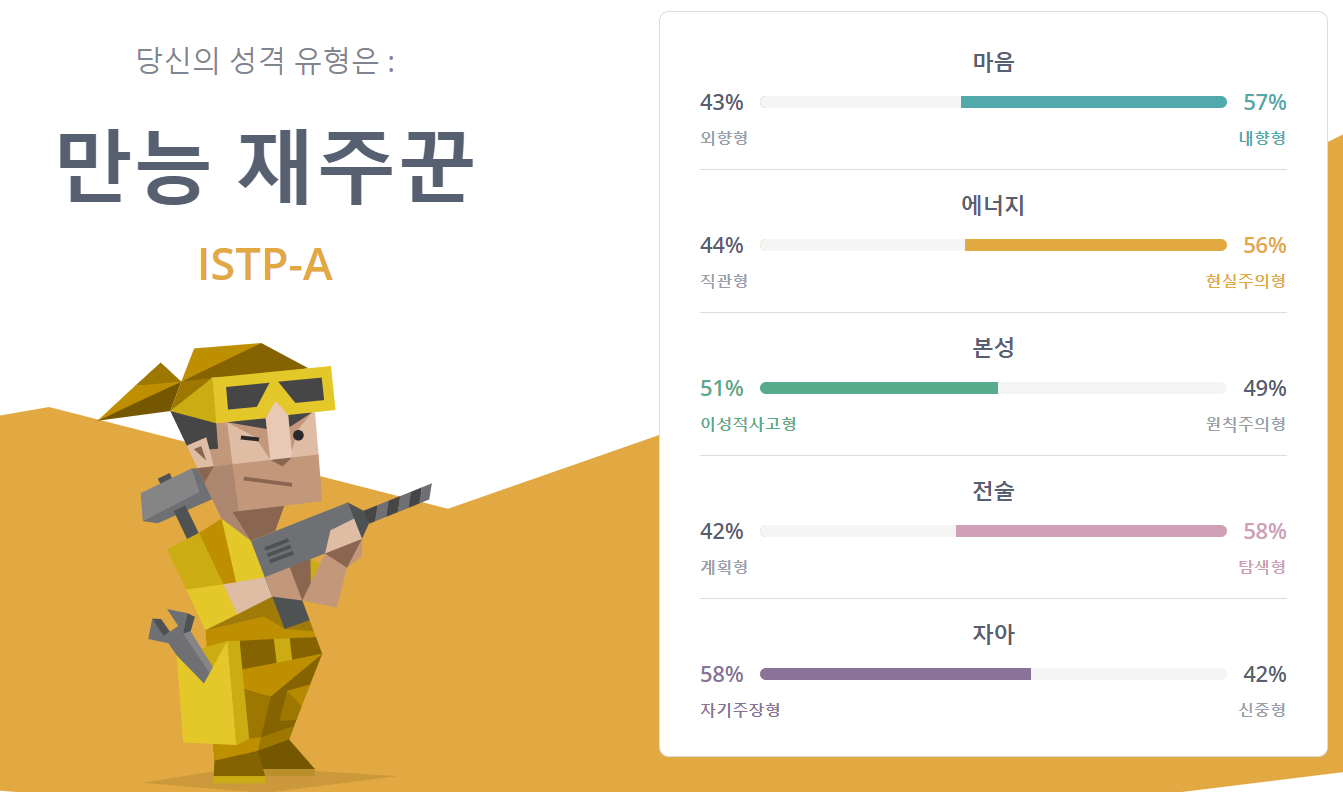 당신의 성격 유형은 :
만능 재주꾼
ISTP-A
마음
43% 57%
외향형 내향형
에너지
44% 56%
직관형 현실주의형
본성
51% 49%
이성적사고형 원칙주의형
전술
42% 58%
계획형 탐색형
자아
58% 42%
자기주장형 신중형